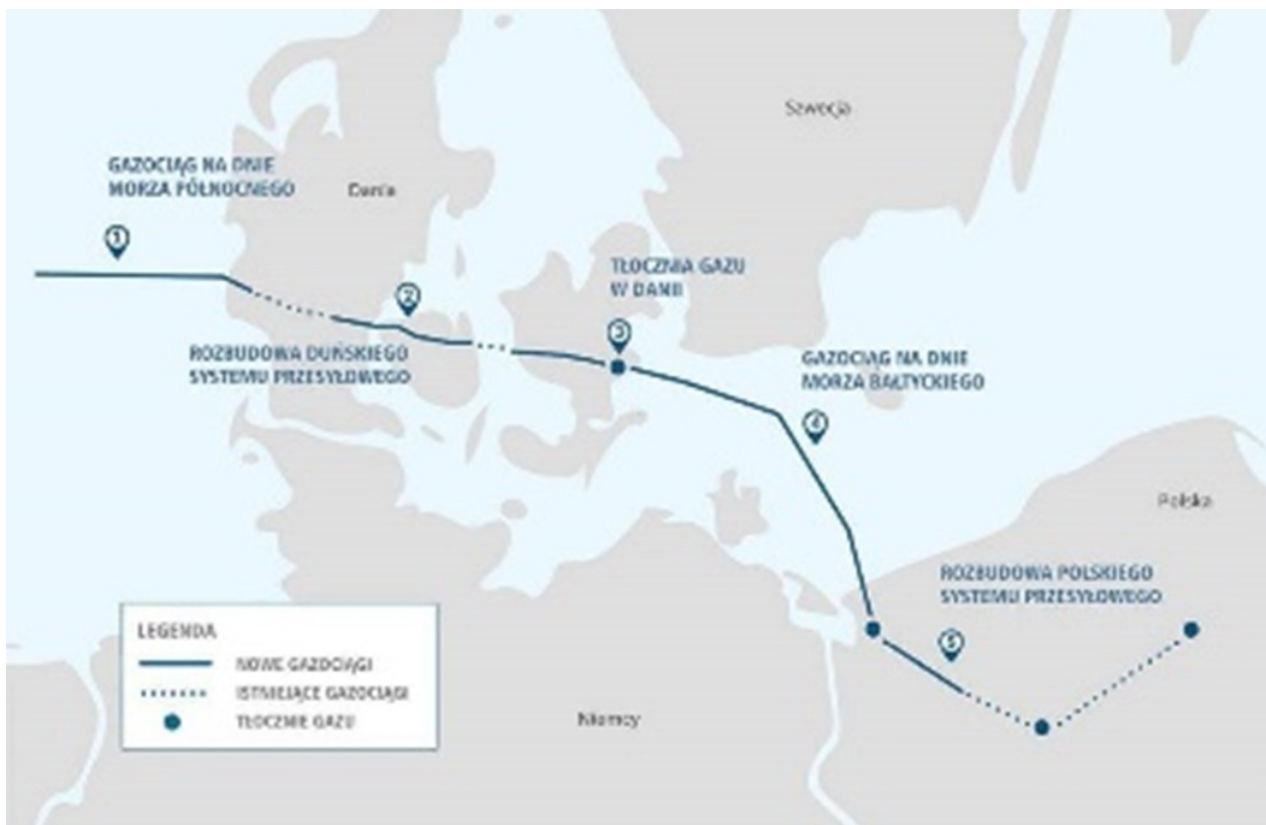 Szwecja
GAZOCIĄG NA DNIE
MORZA PÓŁNOCNEGO
Dania
1
TŁOCZNIA GAZU
W DANII
2
3
ROZBUDOWA DUŃSKIEGO
SYSTEMU PRZESYŁOWEGO
GAZOCIĄG NA DNIE
MORZA BAŁTYCKIEGO
4
Polska
ROZBUDOWA POLSKIEGO
SYSTEMU PRZESYŁOWEGO
5
LEGENDA
NOWE GAZOCIĄGI
ISTNIEJĄCE GAZOCIĄGI
TŁOCZNIE GAZU
Niemcy